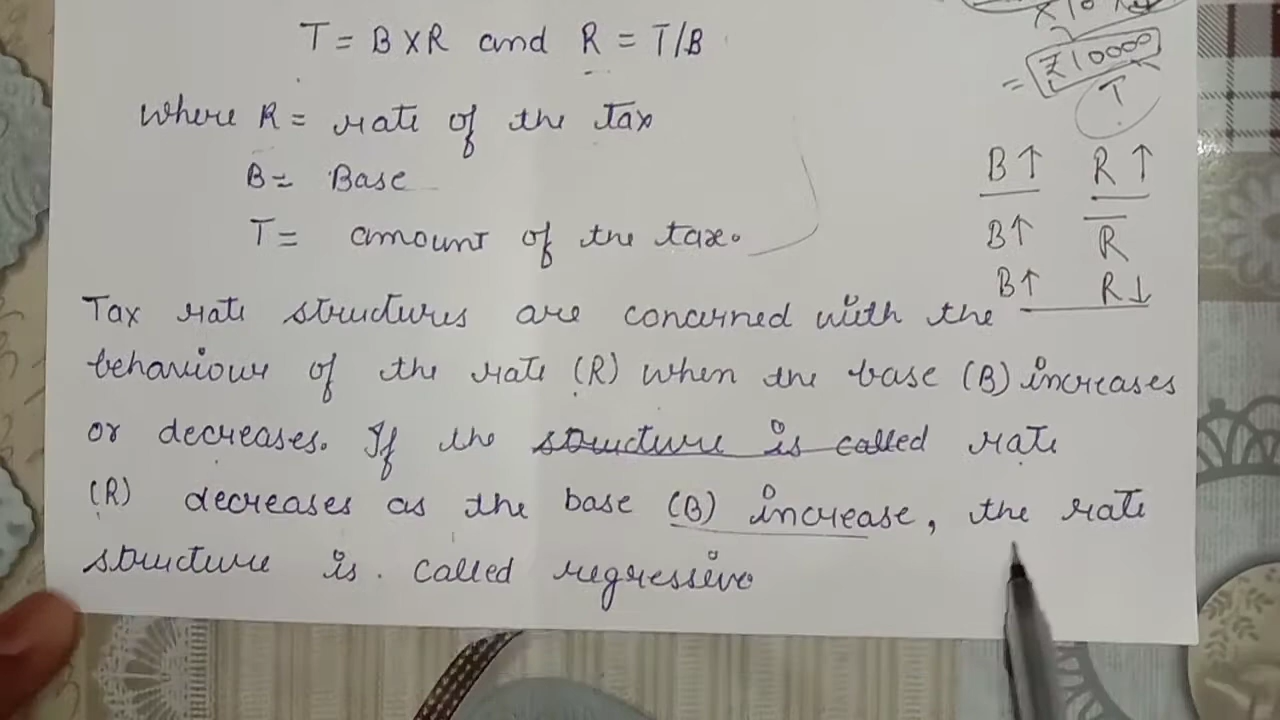 T = B X R and R = T/B
where R = rate of the Tax
B = Base
T = amount of the tax.
Tax rate structures are concerned with the
behaviour of the rate (R) when the base (B) increases
or decreases. If the structure is called rate
(R) decreases as the base (B) increase, the rate
structure is called regressive
= ₹10000
T
B↑ R↑
B↑ R
B↑ R↓